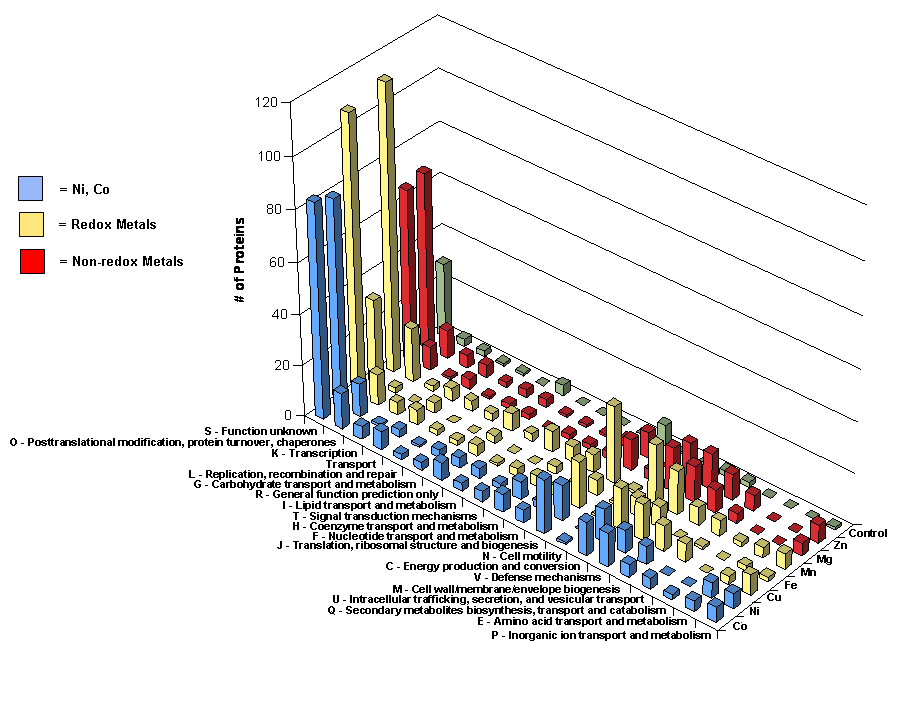 120
100
80
60
40
20
0
# of Proteins
= Ni, Co
= Redox Metals
= Non-redox Metals
S - Function unknown
O - Posttranslational modification, protein turnover, chaperones
K - Transcription
Transport
L - Replication, recombination and repair
G - Carbohydrate transport and metabolism
R - General function prediction only
I - Lipid transport and metabolism
T - Signal transduction mechanisms
H - Coenzyme transport and metabolism
F - Nucleotide transport and metabolism
J - Translation, ribosomal structure and biogenesis
N - Cell motility
C - Energy production and conversion
V - Defense mechanisms
M - Cell wall/membrane/envelope biogenesis
U - Intracellular trafficking, secretion, and vesicular transport
Q - Secondary metabolites biosynthesis, transport and catabolism
E - Amino acid transport and metabolism
P - Inorganic ion transport and metabolism
Control
Zn
Mg
Mn
Fe
Cu
Ni
Co